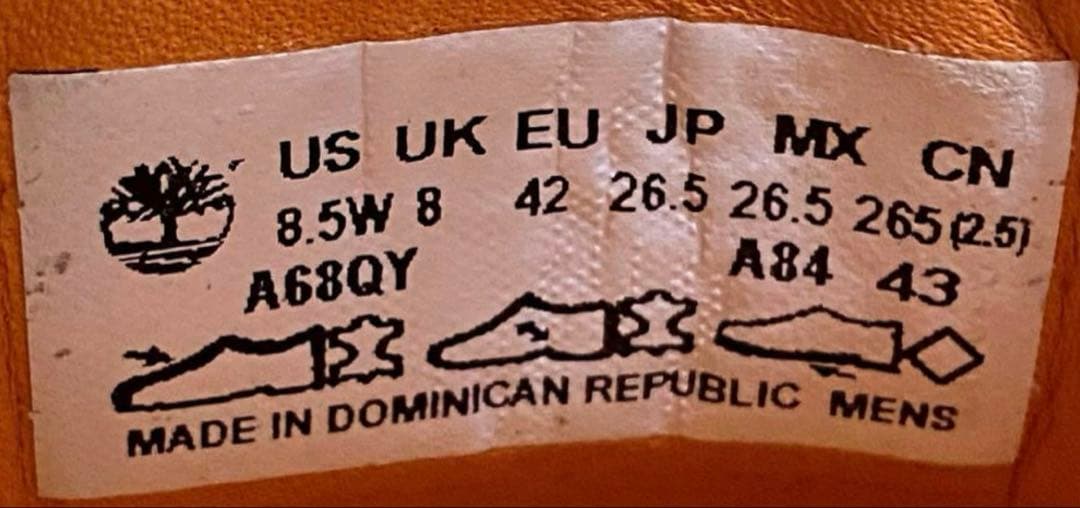 US UK EU JP MX CN
8.5W 8 42 26.5 26.5 265 (2.5)
A68QY A84 43
MADE IN DOMINICAN REPUBLIC MENS